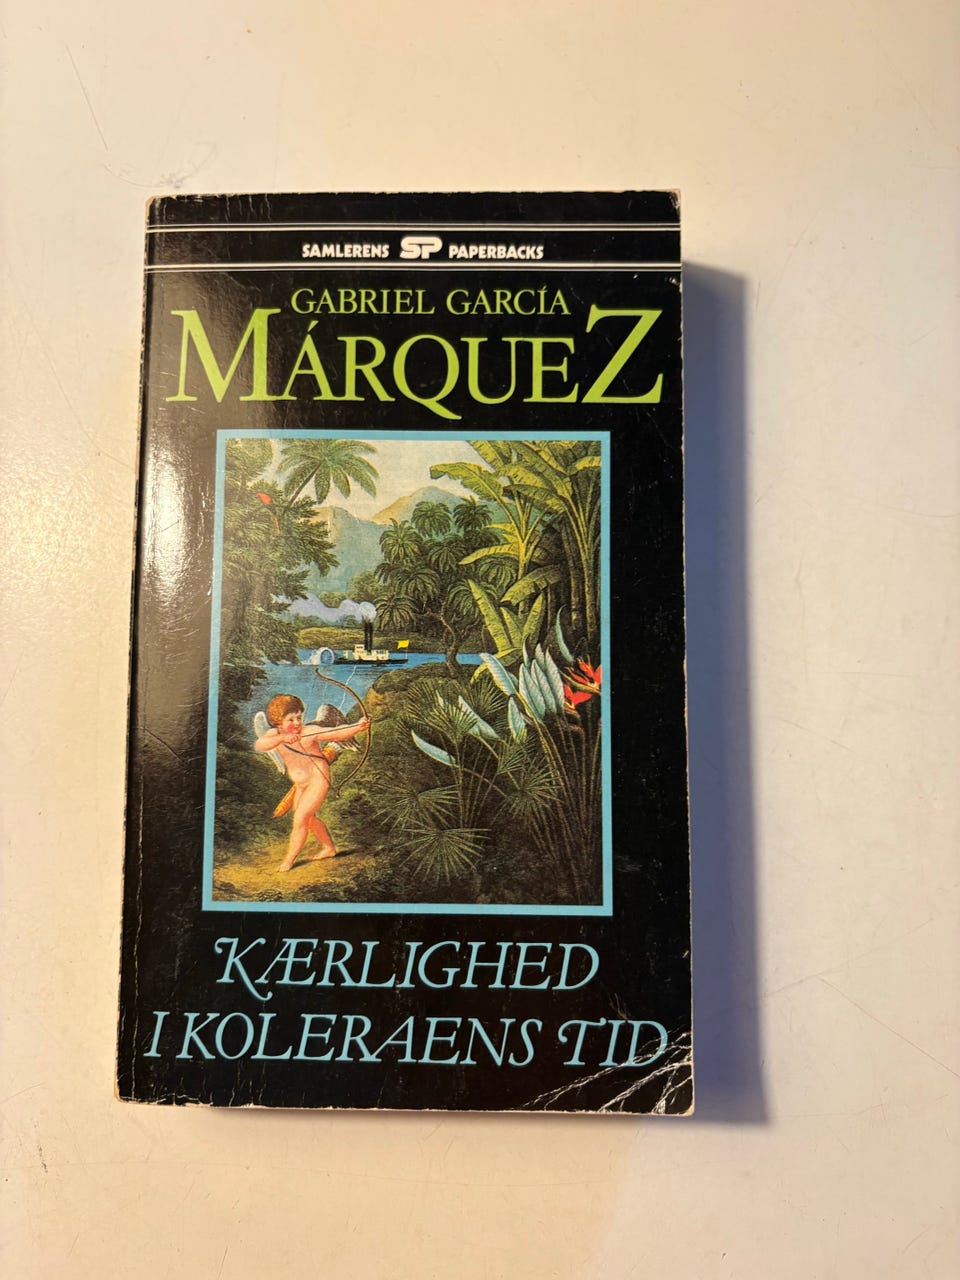 SAMLERENS SP PAPERBACKS
GABRIEL GARCÍA
MÁRQUEZ
KÆRLIGHED
I KOLERAENS TID